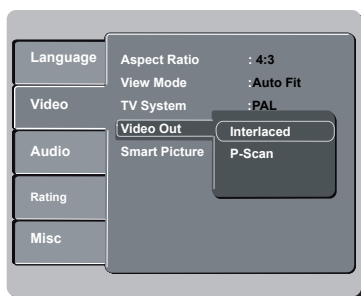 Language
Video
Audio
Rating
Misc
Aspect Ratio : 4:3
View Mode :Auto Fit
TV System :PAL
Video Out
Smart Picture
Interlaced
P-Scan